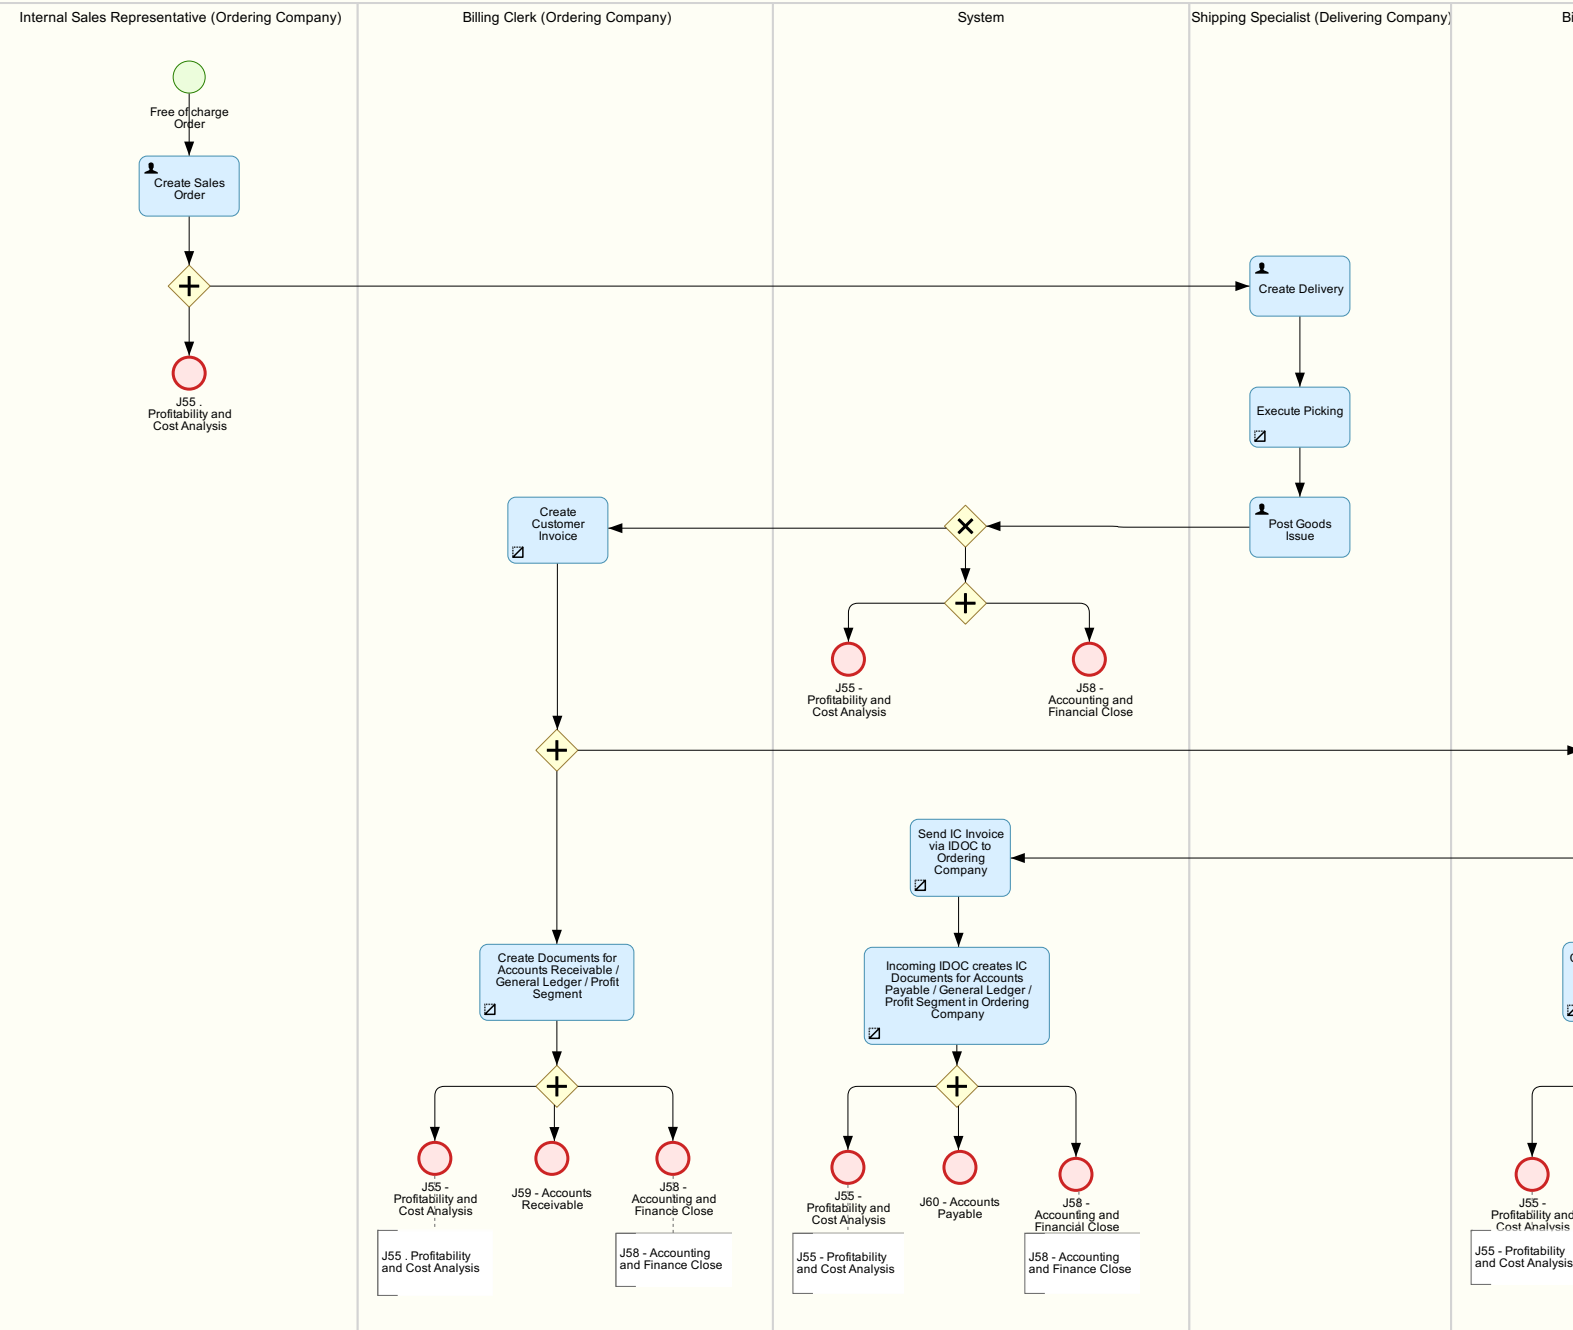 Internal Sales Representative (Ordering Company)
Billing Clerk (Ordering Company)
System
Shipping Specialist (Delivering Company)
Bi
Free of charge
Order
Create Sales
Order
J55 .
Profitability and
Cost Analysis
Create Delivery
Execute Picking
Post Goods
Issue
Create
Customer
Invoice
J55 -
Profitability and
Cost Analysis
J58 -
Accounting and
Financial Close
Send IC Invoice
via IDOC to
Ordering
Company
Create Documents for
Accounts Receivable /
General Ledger / Profit
Segment
Incoming IDOC creates IC
Documents for Accounts
Payable / General Ledger /
Profit Segment in Ordering
Company
J55 -
Profitability and
Cost Analysis
J59 - Accounts
Receivable
J58 -
Accounting and
Finance Close
J55 -
Profitability and
Cost Analysis
J60 - Accounts
Payable
J58 -
Accounting and
Financial Close
J55 -
Profitability and
Cost Analysis
J55 . Profitability
and Cost Analysis
J58 - Accounting
and Finance Close
J55 - Profitability
and Cost Analysis
J58 - Accounting
and Finance Close
J55 - Profitability
and Cost Analysis